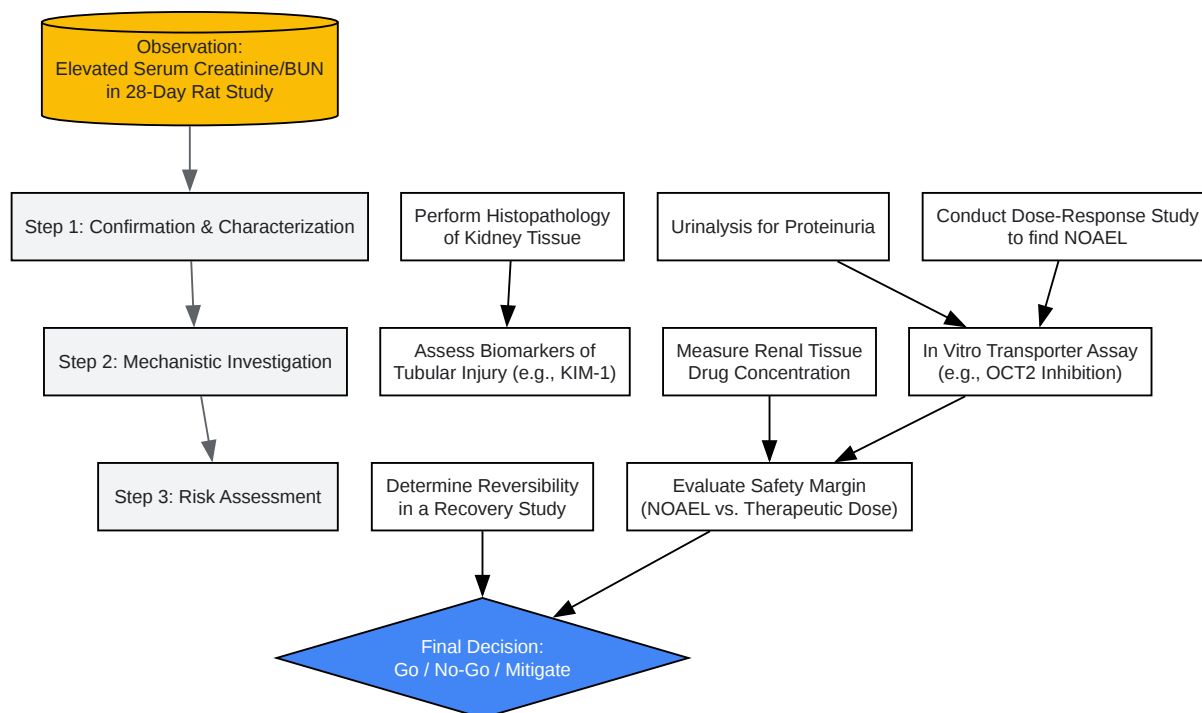 Observation:
Elevated Serum Creatinine/BUN
in 28-Day Rat Study
Step 1: Confirmation & Characterization
Perform Histopathology
of Kidney Tissue
Urinalysis for Proteinuria
Conduct Dose-Response Study
to find NOAEL
Step 2: Mechanistic Investigation
Assess Biomarkers of
Tubular Injury (e.g., KIM-1)
Measure Renal Tissue
Drug Concentration
In Vitro Transporter Assay
(e.g., OCT2 Inhibition)
Step 3: Risk Assessment
Determine Reversibility
in a Recovery Study
Evaluate Safety Margin
(NOAEL vs. Therapeutic Dose)
Final Decision:
Go / No-Go / Mitigate